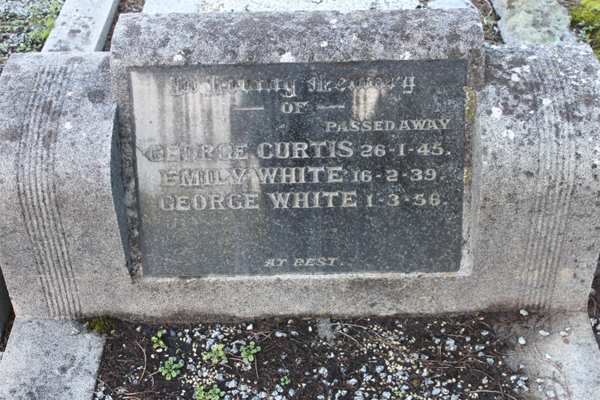 In Loving Memory
— OF —
PASSED AWAY
GEORGE CURTIS 26-1-45.
EMILY WHITE 16-2-39.
GEORGE WHITE 1-3-56.
AT REST.